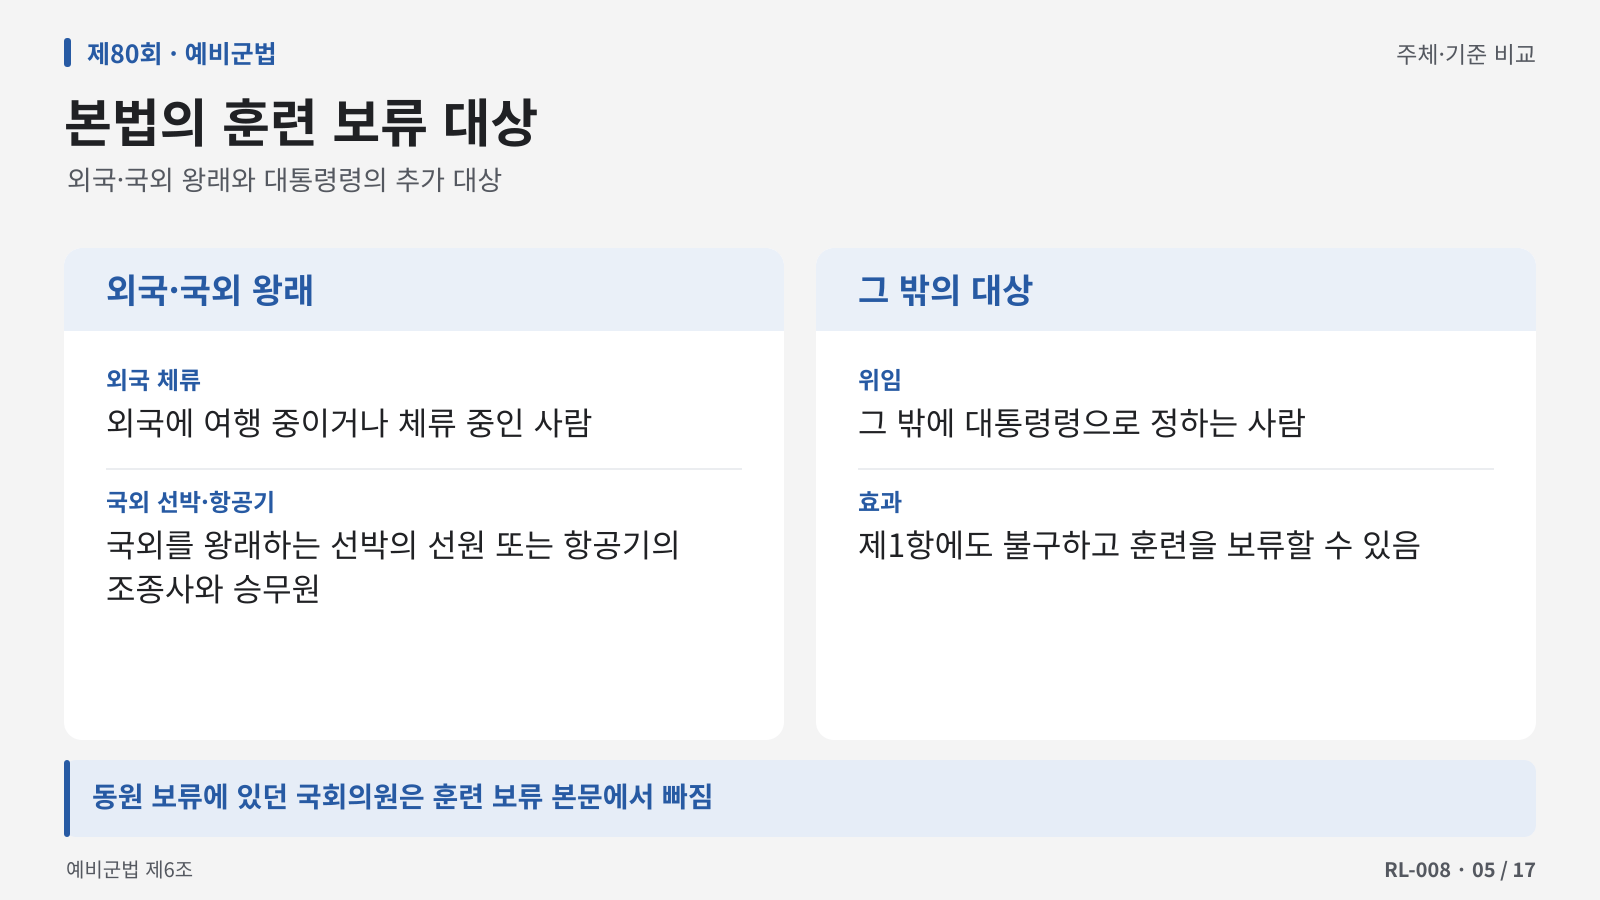 제80회 · 예비군법
주체·기준 비교
본법의 훈련 보류 대상
외국·국외 왕래와 대통령령의 추가 대상
외국·국외 왕래
외국 체류
외국에 여행 중이거나 체류 중인 사람
국외 선박·항공기
국외를 왕래하는 선박의 선원 또는 항공기의
조종사와 승무원
그 밖의 대상
위임
그 밖에 대통령령으로 정하는 사람
효과
제1항에도 불구하고 훈련을 보류할 수 있음
동원 보류에 있던 국회의원은 훈련 보류 본문에서 빠짐
예비군법 제6조
RL-008 · 05 / 17